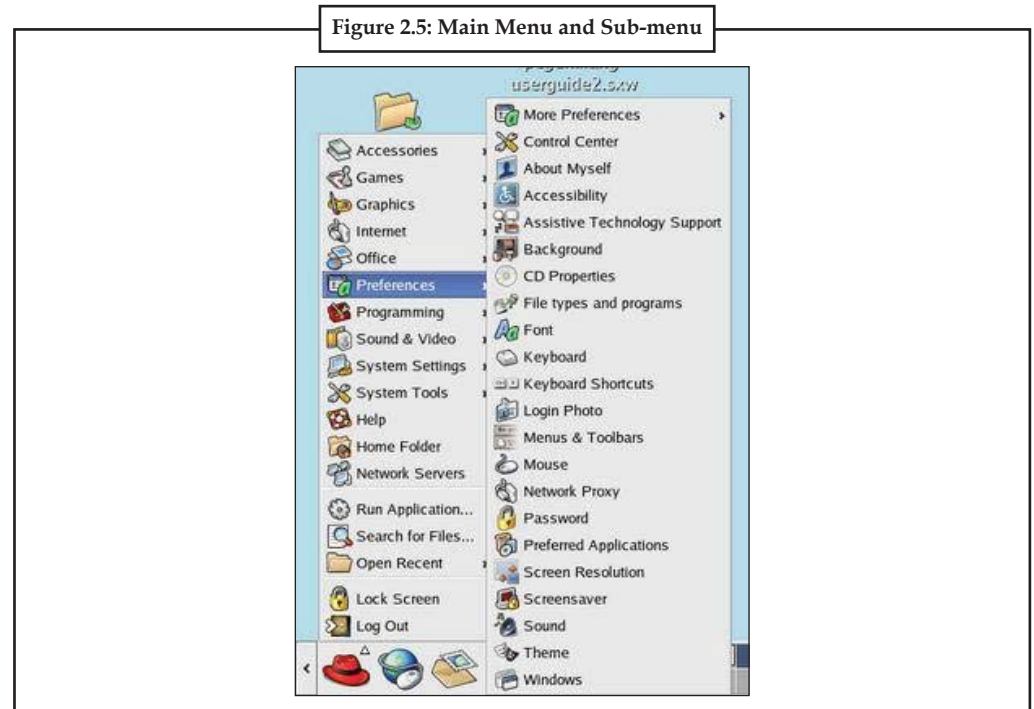 Figure 2.5: Main Menu and Sub-menu
userguide2.sxw
Accessories
Games
Graphics
Internet
Office
Preferences
Programming
Sound & Video
System Settings
System Tools
Help
Home Folder
Network Servers
Run Application...
Search for Files...
Open Recent
Lock Screen
Log Out
More Preferences
Control Center
About Myself
Accessibility
Assistive Technology Support
Background
CD Properties
File types and programs
Font
Keyboard
Keyboard Shortcuts
Login Photo
Menus & Toolbars
Mouse
Network Proxy
Password
Preferred Applications
Screen Resolution
Screensaver
Sound
Theme
Windows